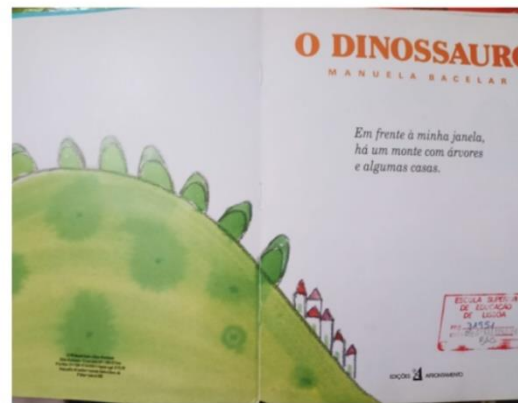 O DINOSSAURO
MANUELA BACELAR
Em frente à minha janela,
há um monte com árvores
e algumas casas.
ESCOLA SUPERIOR
DE EDUCAÇÃO
DE LISBOA
EDIÇÕES AFRONTAMENTO